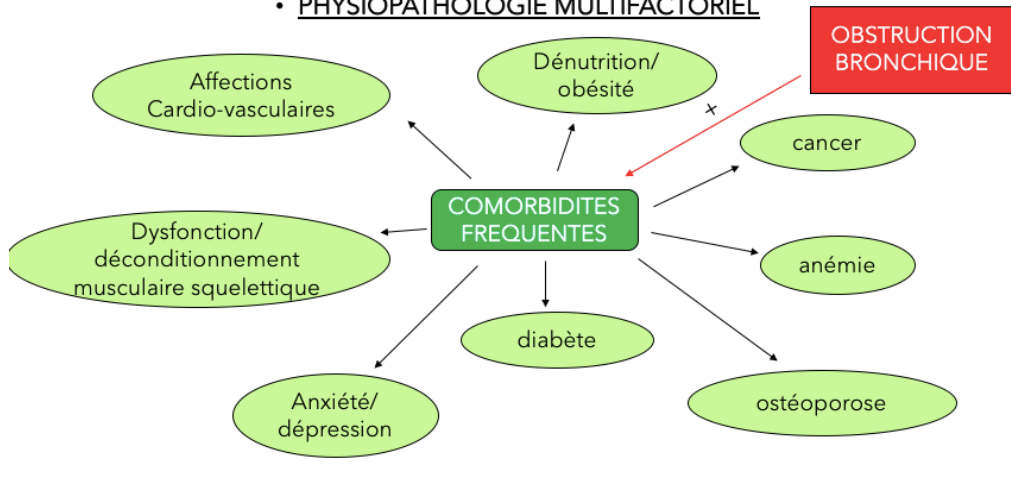 • PHYSIOPATHOLOGIE MULTIFACTORIEL
OBSTRUCTION
BRONCHIQUE
Affections
Cardio-vasculaires
Dénutrition/
obésité
+
cancer
COMORBIDITES
FREQUENTES
Dysfonction/
déconditionnement
musculaire squelettique
anémie
diabète
Anxiété/
dépression
ostéoporose